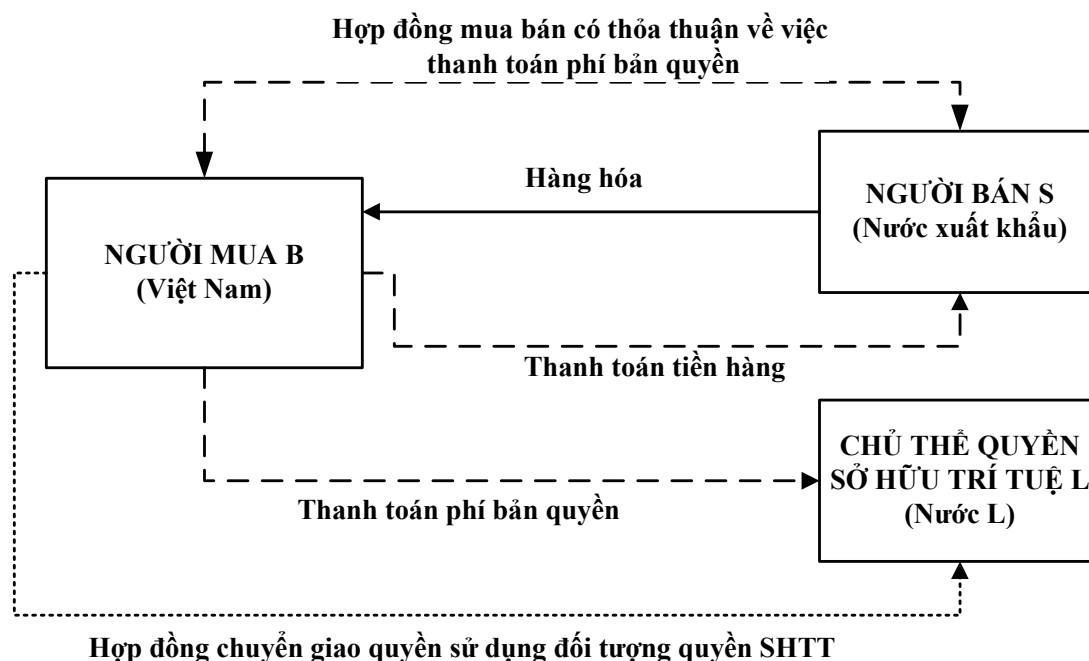 Hợp đồng mua bán có thỏa thuận về việc
thanh toán phí bản quyền
Hàng hóa
NGƯỜI BÁN S
(Nước xuất khẩu)
NGƯỜI MUA B
(Việt Nam)
Thanh toán tiền hàng
CHỦ THỂ QUYỀN
SỞ HỮU TRÍ TUỆ L
(Nước L)
Thanh toán phí bản quyền
Hợp đồng chuyển giao quyền sử dụng đối tượng quyền SHTT